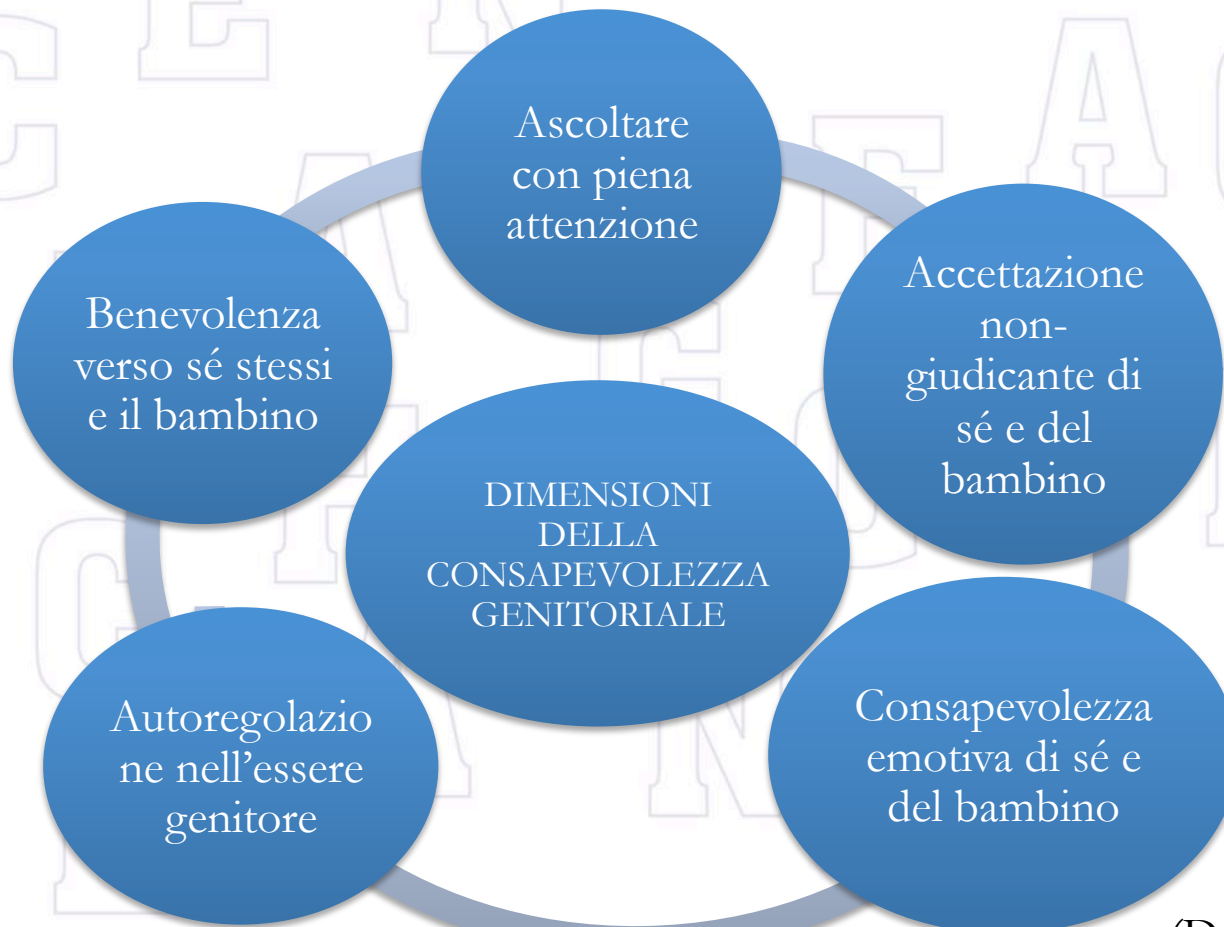 Ascoltare
con piena
attenzione
Accettazione
non-
giudicante di
sé e del
bambino
Consapevolezza
emotiva di sé e
del bambino
Autoregolazio
ne nell’essere
genitore
Benevolenza
verso sé stessi
e il bambino
DIMENSIONI
DELLA
CONSAPEVOLEZZA
GENITORIALE